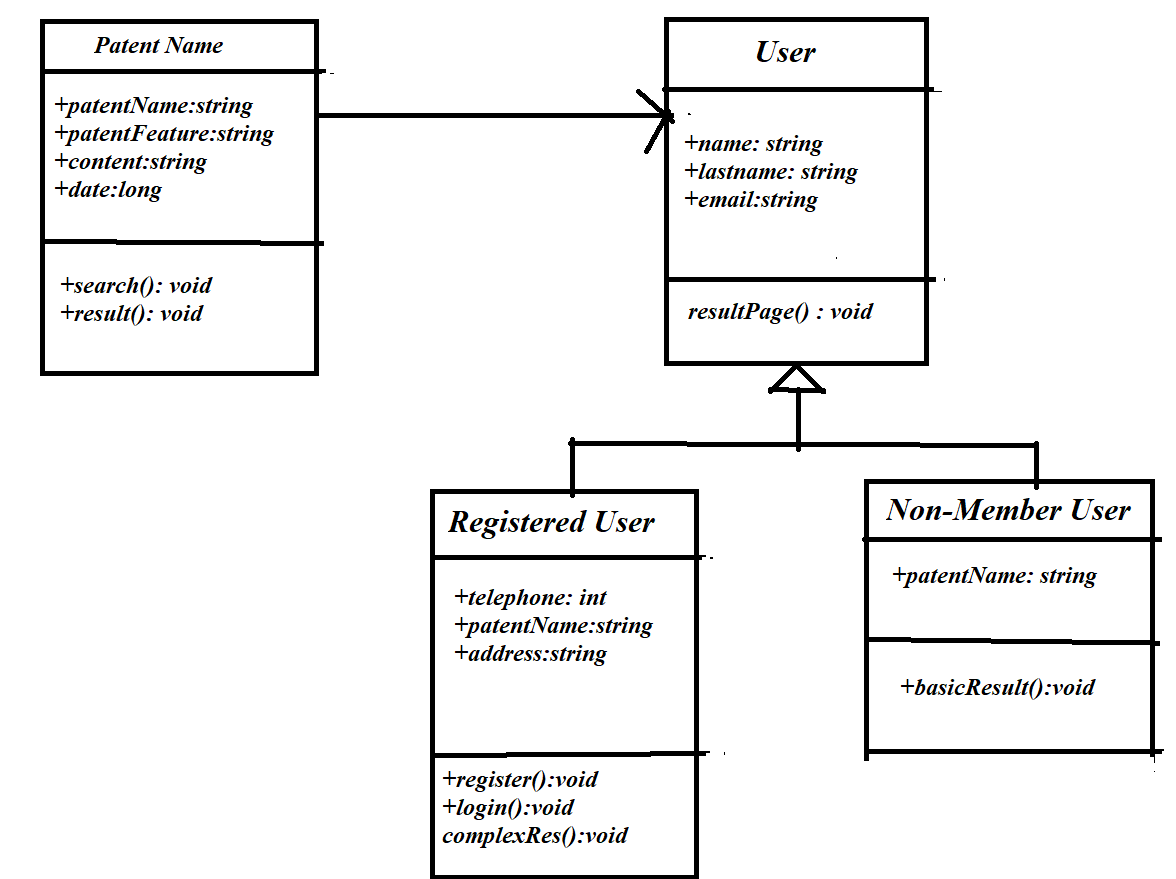 Patent Name
+patentName:string
+patentFeature:string
+content:string
+date:long
+search(): void
+result(): void
User
+name: string
+lastname: string
+email:string
resultPage() : void
Registered User
+telephone: int
+patentName:string
+address:string
+register():void
+login():void
complexRes():void
Non-Member User
+patentName: string
+basicResult():void